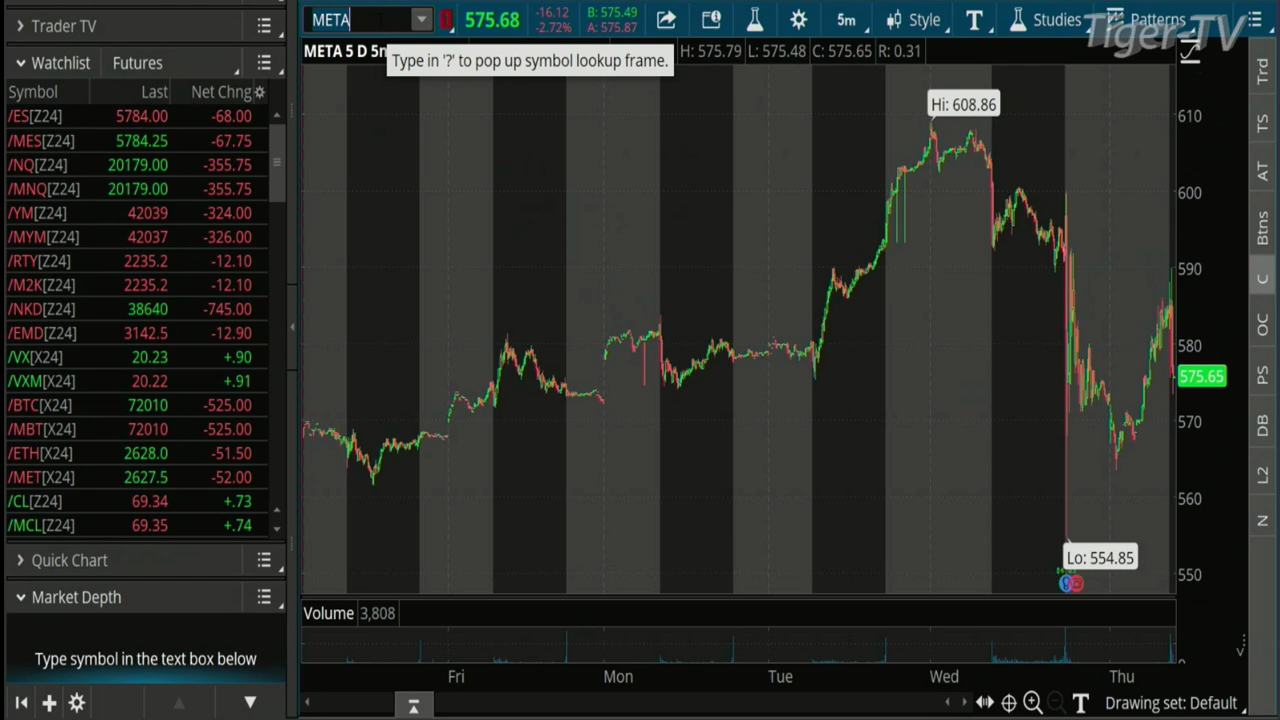 Trader TV
META
575.68
-16.12
-2.72%
B: 575.49
A: 575.87
5m
Style
Studies
Patterns
Tiger-TV
Watchlist
Futures
META 5 D 5m
H: 575.79
L: 575.48
C: 575.65
R: 0.31
Type in '?' to pop up symbol lookup frame.
Symbol Last Net Chng
/ES[Z24] 5784.00 -68.00
/MES[Z24] 5784.25 -67.75
/NQ[Z24] 20179.00 -355.75
/MNQ[Z24] 20179.00 -355.75
/YM[Z24] 42039 -324.00
/MYM[Z24] 42037 -326.00
/RTY[Z24] 2235.2 -12.10
/M2K[Z24] 2235.2 -12.10
/NKD[Z24] 38640 -745.00
/EMD[Z24] 3142.5 -12.90
/VX[X24] 20.23 +.90
/VXM[X24] 20.22 +.91
/BTC[X24] 72010 -525.00
/MBT[X24] 72010 -525.00
/ETH[X24] 2628.0 -51.50
/MET[X24] 2627.5 -52.00
/CL[Z24] 69.34 +.73
/MCL[Z24] 69.35 +.74
Quick Chart
Market Depth
Type symbol in the text box below
Hi: 608.86
Lo: 554.85
610
600
590
580
575.65
570
560
550
Volume 3,808
0
Fri Mon Tue Wed Thu
Drawing set: Default
Trd
TS
AT
Btns
C
OC
PS
DB
L2
N